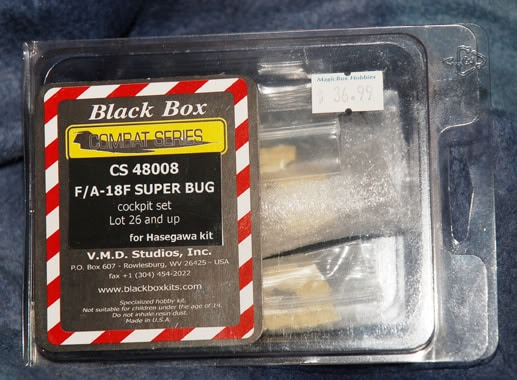 MagicBox Hobbies
36.99
Black Box
COMBAT SERIES
CS 48008
F/A-18F SUPER BUG
cockpit set
Lot 26 and up
for Hasegawa kit
V.M.D. Studios, Inc.
P.O. Box 607 - Rowlesburg, WV 26425 – USA
fax +1 (304) 454-2022
www.blackboxkits.com
Specialized hobby kit.
Not suitable for children under the age of 14.
Do not inhale resin dust.
Made in U.S.A.